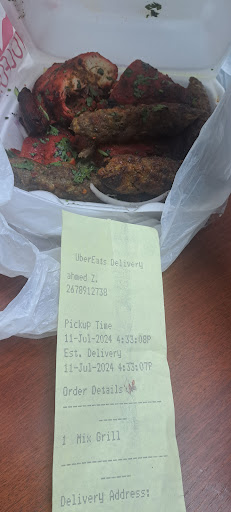 UberEats Delivery
ahmed Z.
2678912738
Pickup Time
11-Jul-2024 4:33:08P
Est. Delivery
11-Jul-2024 4:33:07P
Order Details
--------------------
-------
1 Mix Grill
--------------------
-------
Delivery Address: